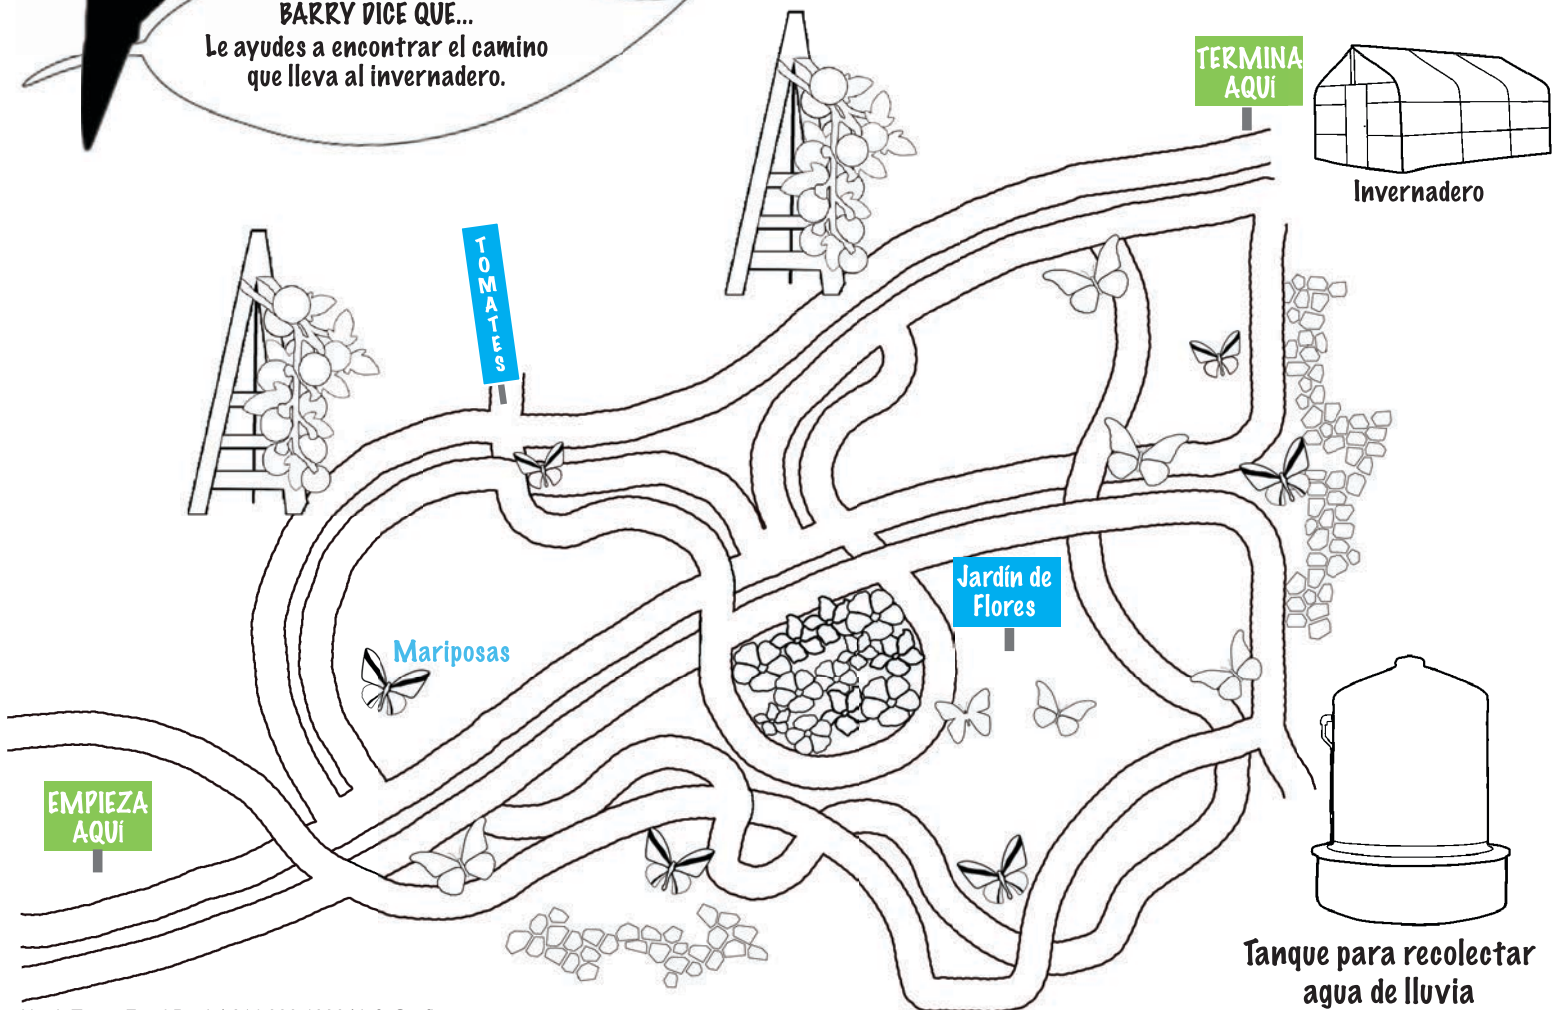 BARRY DICE QUE...
Le ayudes a encontrar el camino
que lleva al invernadero.
TERMINA
AQUÍ
Invernadero
TOMATES
Jardín de
Flores
Mariposas
EMPIEZA
AQUÍ
Tanque para recolectar
agua de lluvia